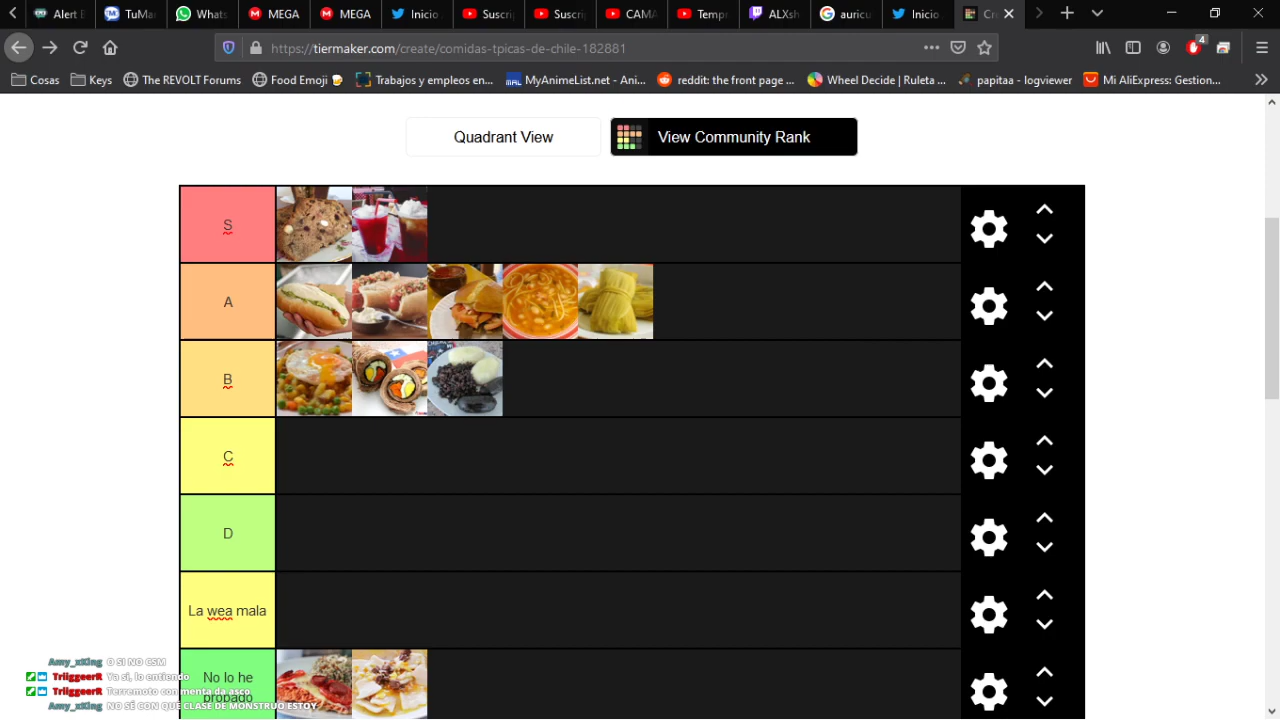 Alert E
TuMa
Whats
MEGA
MEGA
Inicio
Suscri
Suscri
CAMA
Tempr
ALXsh
auricu
Inicio
Cr
https://tiermaker.com/create/comidas-tpicas-de-chile-182881
4
Cosas
Keys
The REVOLT Forums
Food Emoji
Trabajos y empleos en...
MyAnimeList.net - Ani...
reddit: the front page ...
Wheel Decide | Ruleta ...
papitaa - logviewer
Mi AliExpress: Gestion...
Quadrant View
View Community Rank
S
A
B
C
D
La wea mala
No lo he
probado
Amy_xXing O SI NO CSM
TriiggeerR Ya si, lo entiendo
TriiggeerR Terremoto con menta da asco
Amy_xXing NO SÉ CON QUE CLASE DE MONSTRUO ESTOY